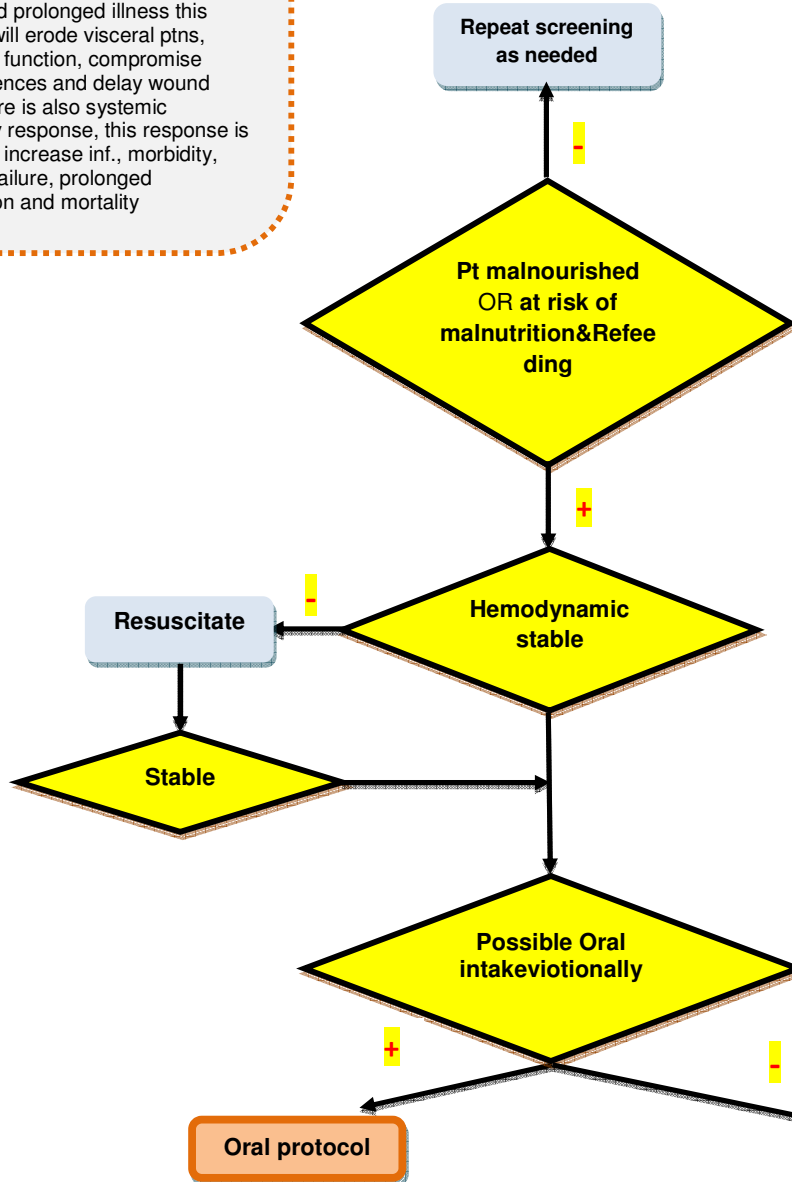 d prolonged illness this
will erode visceral ptns,
function, compromise
ences and delay wound
re is also systemic
y response, this response is
increase inf., morbidity,
ailure, prolonged
on and mortality
Repeat screening
as needed
-
Pt malnourished
OR at risk of
malnutrition&Refee
ding
+
Hemodynamic
stable
-
Resuscitate
Stable
Possible Oral
intakeviotionally
+
-
Oral protocol